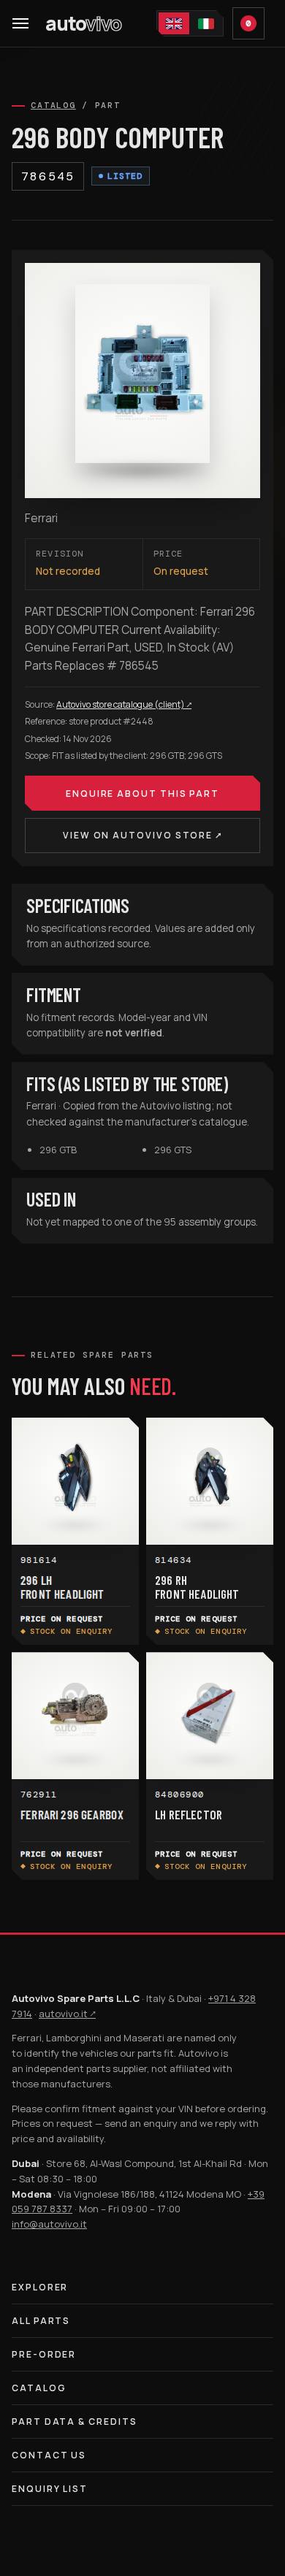 autovivo
0
CATALOG / PART
296 BODY COMPUTER
786545
LISTED
Ferrari
REVISION
Not recorded
PRICE
On request
PART DESCRIPTION Component: Ferrari 296
BODY COMPUTER Current Availability:
Genuine Ferrari Part, USED, In Stock (AV)
Parts Replaces # 786545
Source: Autovivo store catalogue (client) ↗
Reference: store product #2448
Checked: 14 Nov 2026
Scope: FIT as listed by the client: 296 GTB; 296 GTS
ENQUIRE ABOUT THIS PART
VIEW ON AUTOVIVO STORE ↗
SPECIFICATIONS
No specifications recorded. Values are added only
from an authorized source.
FITMENT
No fitment records. Model-year and VIN
compatibility are not verified.
FITS (AS LISTED BY THE STORE)
Ferrari · Copied from the Autovivo listing, not
checked against the manufacturer's catalogue.
• 296 GTB
• 296 GTS
USED IN
Not yet mapped to one of the 95 assembly groups.
RELATED SPARE PARTS
YOU MAY ALSO NEED.
981614
296 LH
FRONT HEADLIGHT
PRICE ON REQUEST
◆ STOCK ON ENQUIRY
814634
296 RH
FRONT HEADLIGHT
PRICE ON REQUEST
◆ STOCK ON ENQUIRY
762911
FERRARI 296 GEARBOX
PRICE ON REQUEST
◆ STOCK ON ENQUIRY
84806900
LH REFLECTOR
PRICE ON REQUEST
◆ STOCK ON ENQUIRY
Autovivo Spare Parts L.L.C · Italy & Dubai · +971 4 328
7914 · autovivo.it ↗
Ferrari, Lamborghini and Maserati are named only
to identify the vehicles our parts fit. Autovivo is
an independent parts supplier, not affiliated with
those manufacturers.
Please confirm fitment against your VIN before ordering.
Prices on request — send an enquiry and we reply with
price and availability.
Dubai · Store 68, Al-Wasl Compound, 1st Al-Khail Rd · Mon
– Sat 08:30 – 18:00
Modena · Via Vignolese 186/188, 41124 Modena MO · +39
059 787 8337 · Mon – Fri 09:00 – 17:00
info@autovivo.it
EXPLORER
ALL PARTS
PRE-ORDER
CATALOG
PART DATA & CREDITS
CONTACT US
ENQUIRY LIST